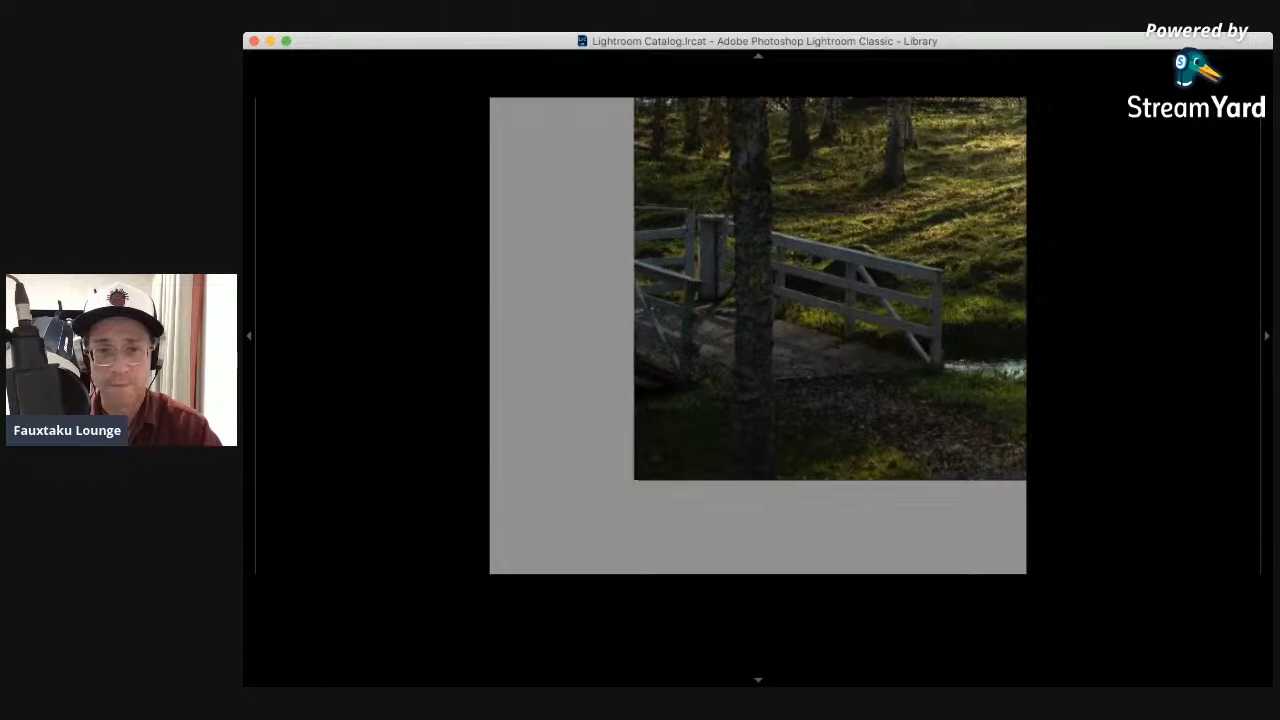 Lightroom Catalog.lrcat - Adobe Photoshop Lightroom Classic - Library
Powered by
S
StreamYard
Fauxtaku Lounge